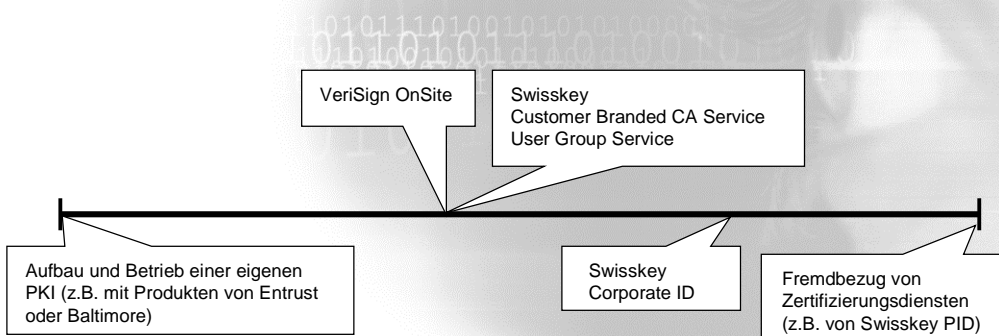 VeriSign OnSite
Swisskey
Customer Branded CA Service
User Group Service
Aufbau und Betrieb einer eigenen
PKI (z.B. mit Produkten von Entrust
oder Baltimore)
Swisskey
Corporate ID
Fremdbezug von
Zertifizierungsdiensten
(z.B. von Swisskey PID)